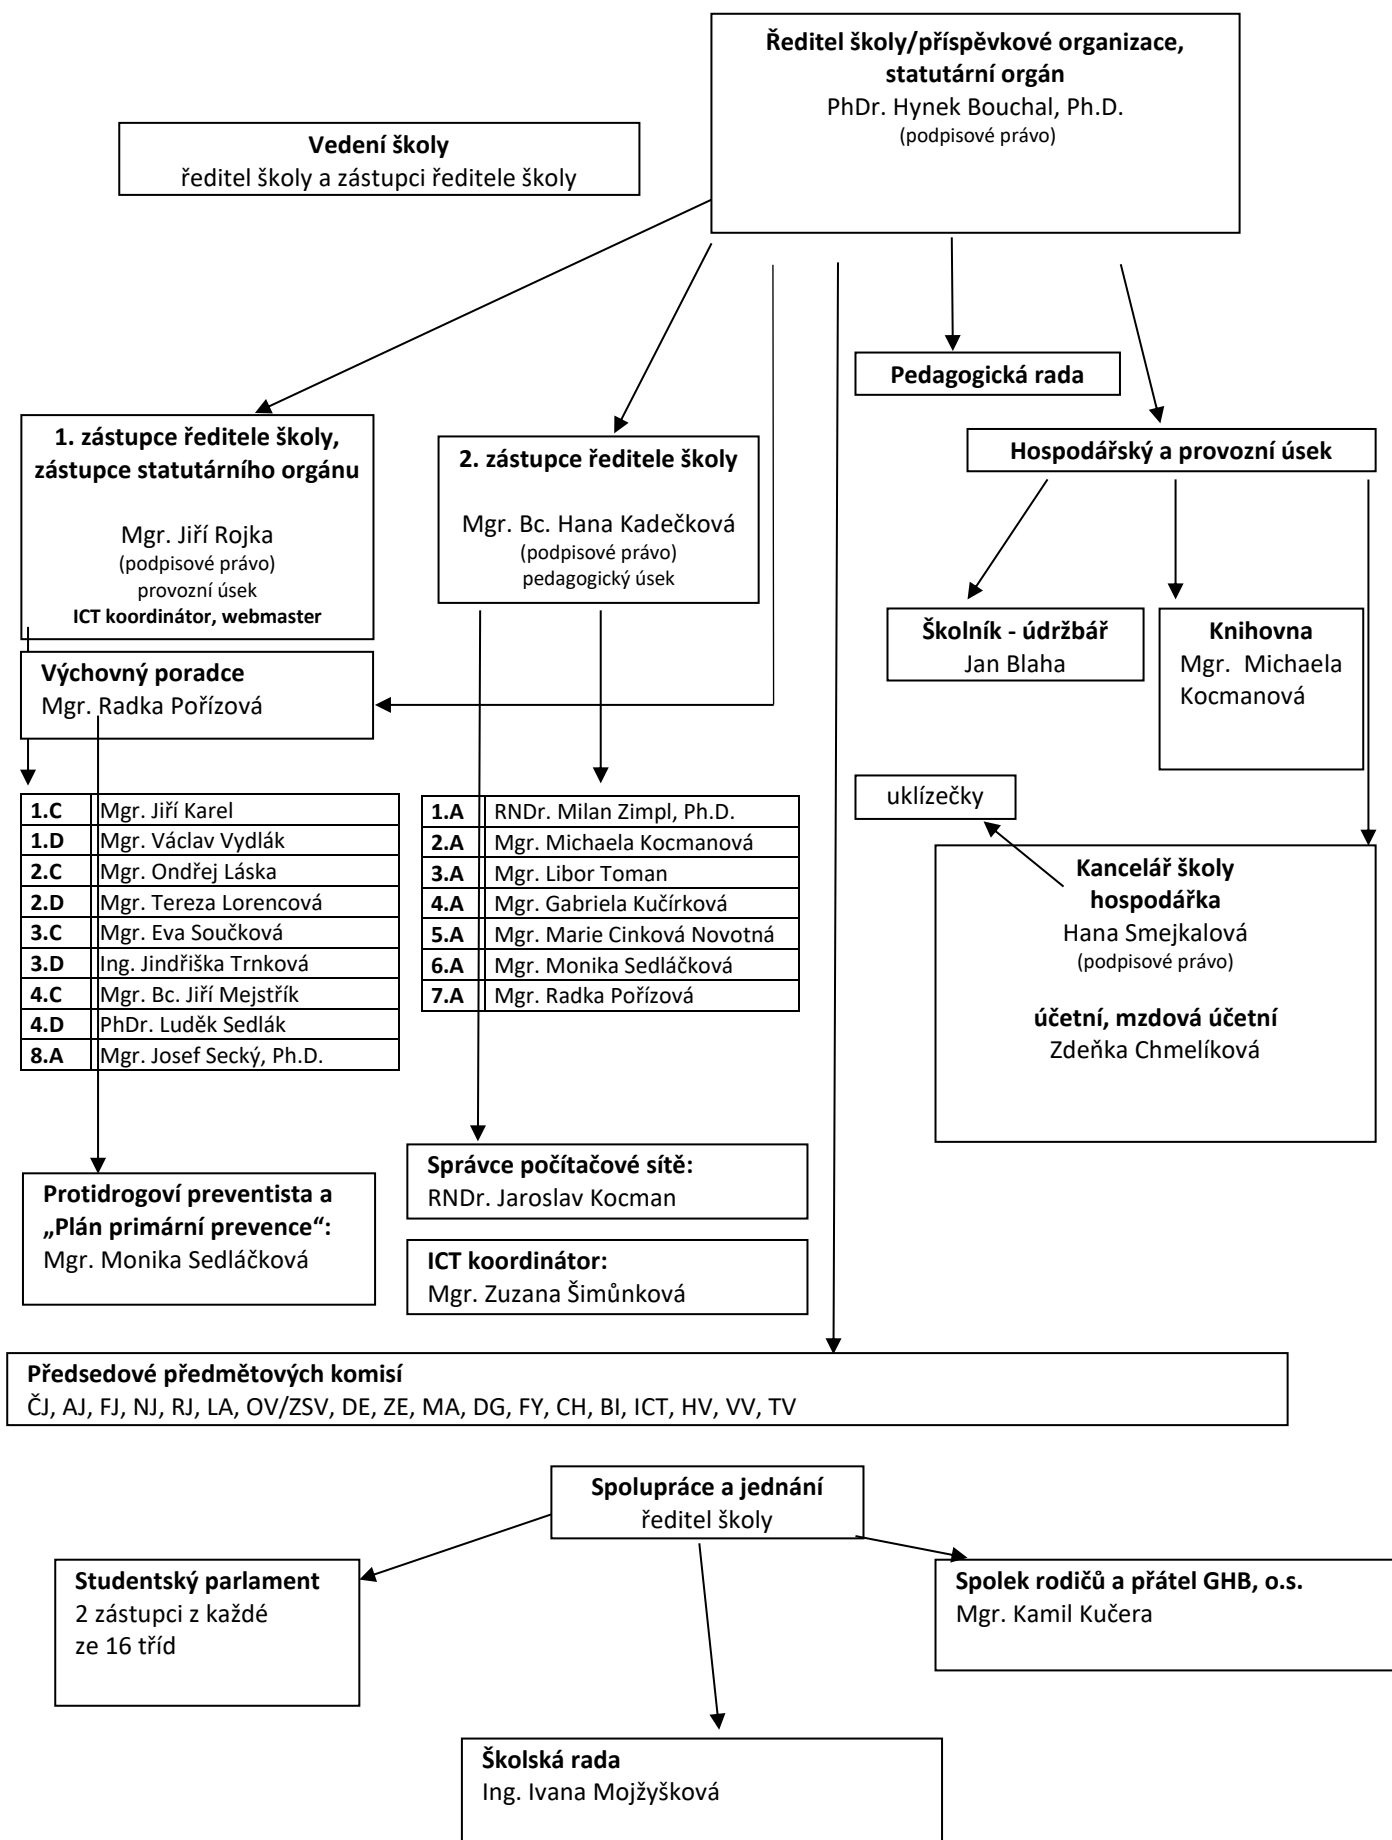 Ředitel školy/příspěvkové organizace,
statutární orgán
PhDr. Hynek Bouchal, Ph.D.
(podpisové právo)
Vedení školy
ředitel školy a zástupci ředitele školy
Pedagogická rada
1. zástupce ředitele školy,
zástupce statutárního orgánu
Mgr. Jiří Rojka
(podpisové právo)
provozní úsek
ICT koordinátor, webmaster
2. zástupce ředitele školy
Mgr. Bc. Hana Kadečková
(podpisové právo)
pedagogický úsek
Hospodářský a provozní úsek
Školník - údržbář
Jan Blaha
Knihovna
Mgr. Michaela
Kocmanová
Výchovný poradce
Mgr. Radka Pořízová
uklízečky
1.C Mgr. Jiří Karel
1.D Mgr. Václav Vydlák
2.C Mgr. Ondřej Láska
2.D Mgr. Tereza Lorencová
3.C Mgr. Eva Součková
3.D Ing. Jindřiška Trnková
4.C Mgr. Bc. Jiří Mejstřík
4.D PhDr. Luděk Sedlák
8.A Mgr. Josef Secký, Ph.D.
1.A RNDr. Milan Zimpl, Ph.D.
2.A Mgr. Michaela Kocmanová
3.A Mgr. Libor Toman
4.A Mgr. Gabriela Kučírková
5.A Mgr. Marie Cinková Novotná
6.A Mgr. Monika Sedláčková
7.A Mgr. Radka Pořízová
Kancelář školy
hospodářka
Hana Smejkalová
(podpisové právo)
účetní, mzdová účetní
Zdeňka Chmelíková
Protidrogoví preventista a
„Plán primární prevence“:
Mgr. Monika Sedláčková
Správce počítačové sítě:
RNDr. Jaroslav Kocman
ICT koordinátor:
Mgr. Zuzana Šimůnková
Předsedové předmětových komisí
ČJ, AJ, FJ, NJ, RJ, LA, OV/ZSV, DE, ZE, MA, DG, FY, CH, BI, ICT, HV, VV, TV
Spolupráce a jednání
ředitel školy
Studentský parlament
2 zástupci z každé
ze 16 tříd
Spolek rodičů a přátel GHB, o.s.
Mgr. Kamil Kučera
Školská rada
Ing. Ivana Mojžyšková